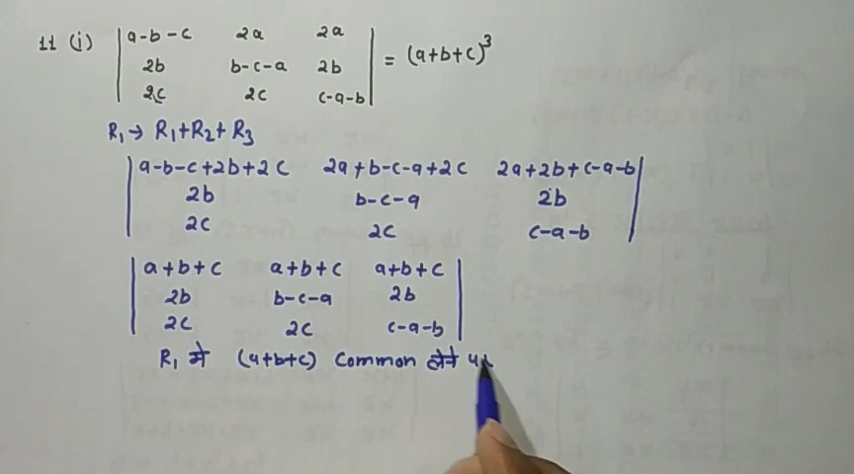 11 (i) | a-b-c 2a 2a |
| 2b b-c-a 2b | = (a+b+c)³
| 2c 2c c-a-b |
R₁ → R₁+R₂+R₃
| a-b-c+2b+2c 2a+b-c-a+2c 2a+2b+c-a-b |
| 2b b-c-a 2b |
| 2c 2c c-a-b |
| a+b+c a+b+c a+b+c |
| 2b b-c-a 2b |
| 2c 2c c-a-b |
R₁ में (a+b+c) Common लेने